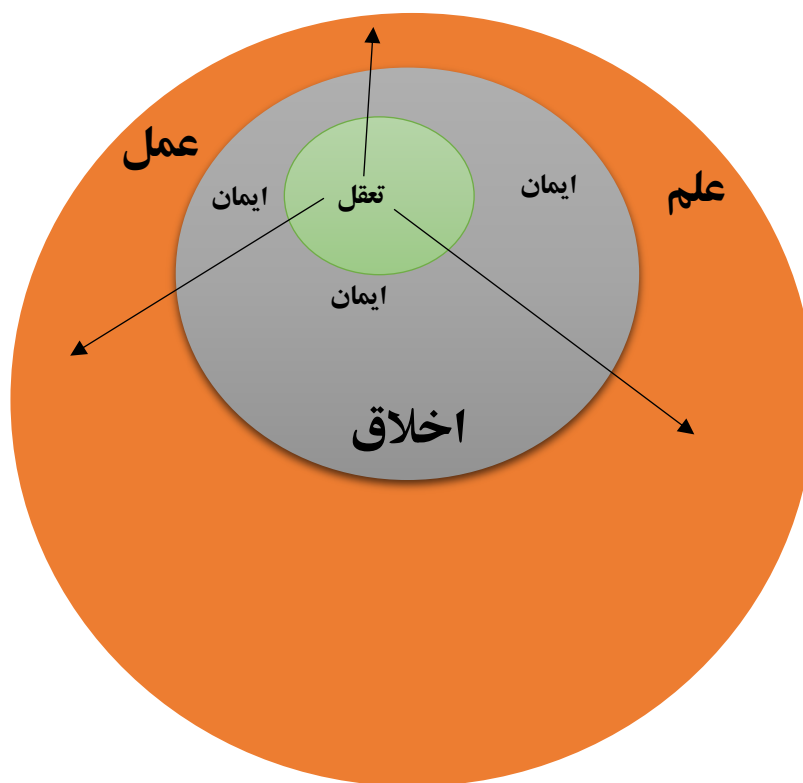 عمل
علم
ایمان
تعقل
ایمان
ایمان
اخلاق